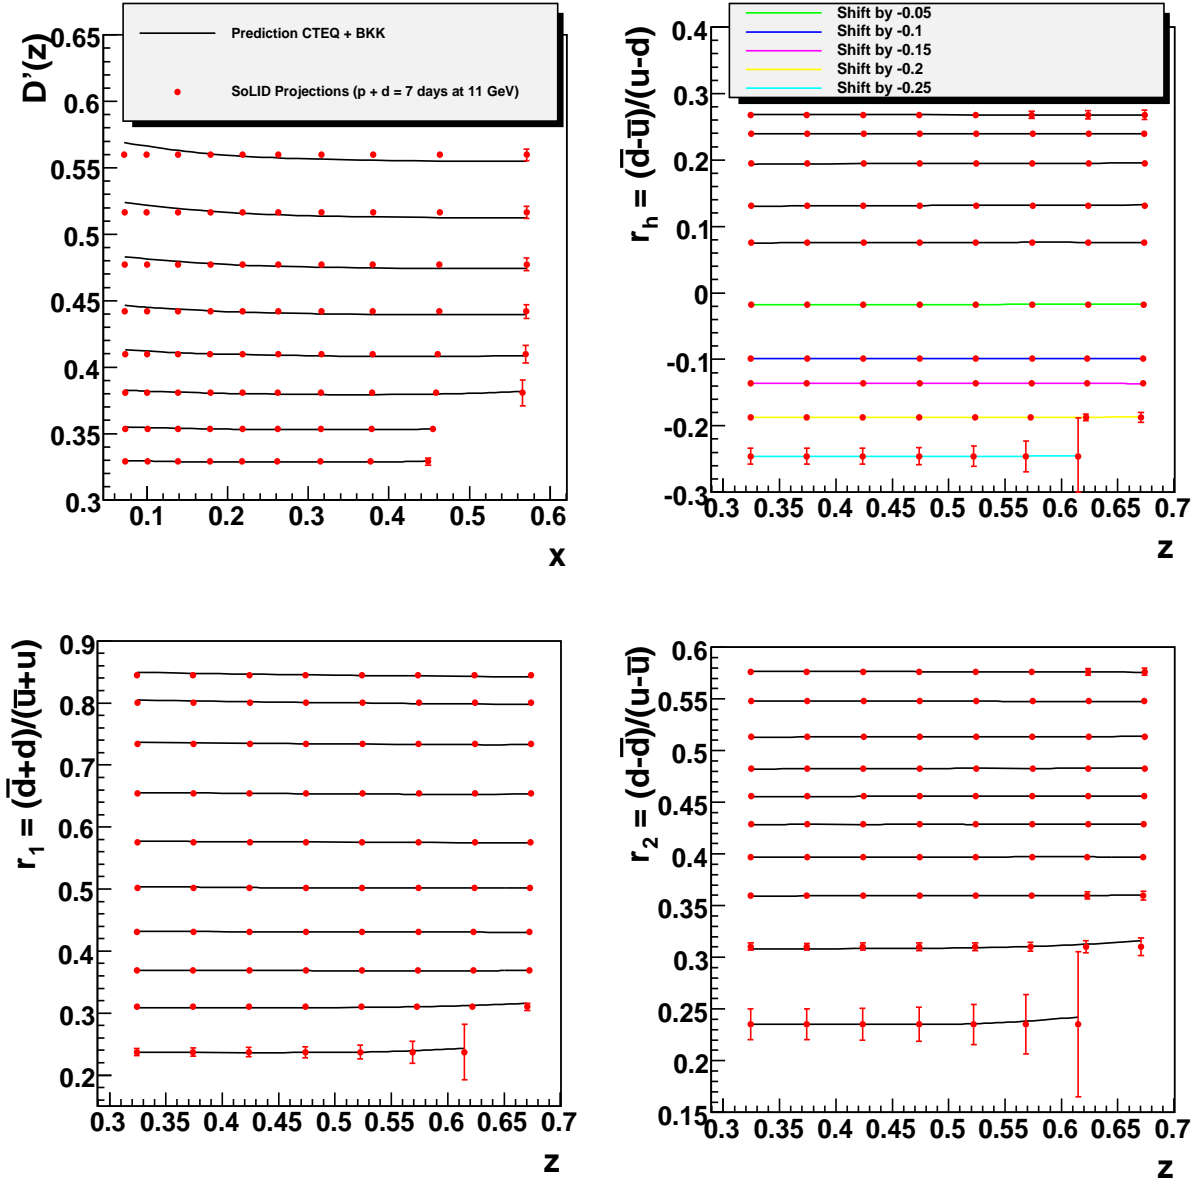 D'(z)
0.65
0.6
0.55
0.5
0.45
0.4
0.35
0.3
Prediction CTEQ + BKK
SoLID Projections (p + d = 7 days at 11 GeV)
0.1 0.2 0.3 0.4 0.5 0.6
x
r_h = (d̅-u̅)/(u-d)
0.4
0.3
0.2
0.1
0
-0.1
-0.2
-0.3
Shift by -0.05
Shift by -0.1
Shift by -0.15
Shift by -0.2
Shift by -0.25
0.3 0.35 0.4 0.45 0.5 0.55 0.6 0.65 0.7
z
r_1 = (d̅+d)/(u̅+u)
0.9
0.8
0.7
0.6
0.5
0.4
0.3
0.2
0.3 0.35 0.4 0.45 0.5 0.55 0.6 0.65 0.7
z
r_2 = (d-d̅)/(u-u̅)
0.6
0.55
0.5
0.45
0.4
0.35
0.3
0.25
0.2
0.15
0.3 0.35 0.4 0.45 0.5 0.55 0.6 0.65 0.7
z